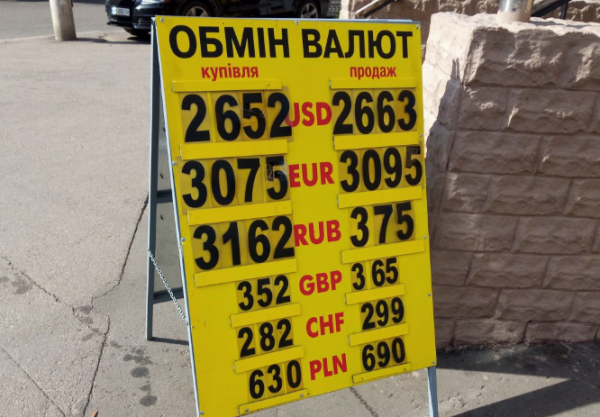 ОБМІН ВАЛЮТ
купівля продаж
2652 USD 2663
3075 EUR 3095
3162 RUB 375
352 GBP 365
282 CHF 299
630 PLN 690